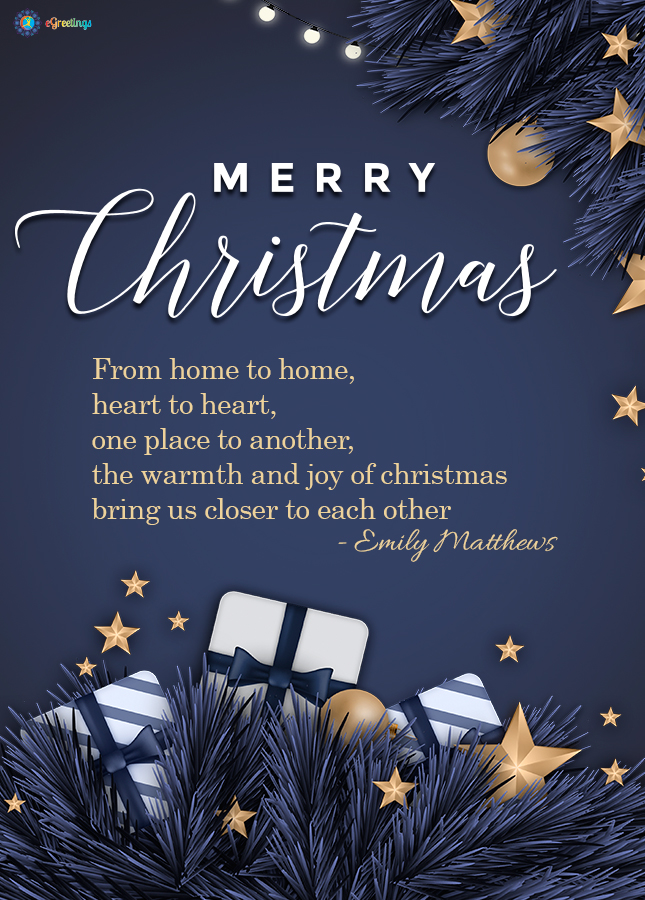 eGreetings
MERRY
Christmas
From home to home,
heart to heart,
one place to another,
the warmth and joy of christmas
bring us closer to each other
- Emily Matthews